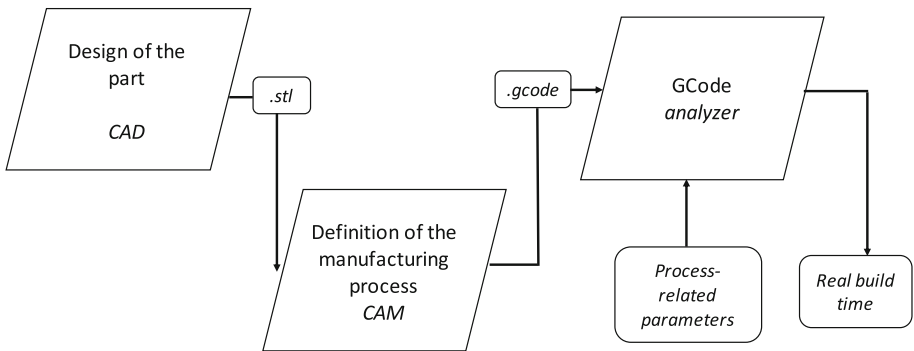 Design of the
part
CAD
.stl
Definition of the
manufacturing
process
CAM
.gcode
GCode
analyzer
Process-
related
parameters
Real build
time